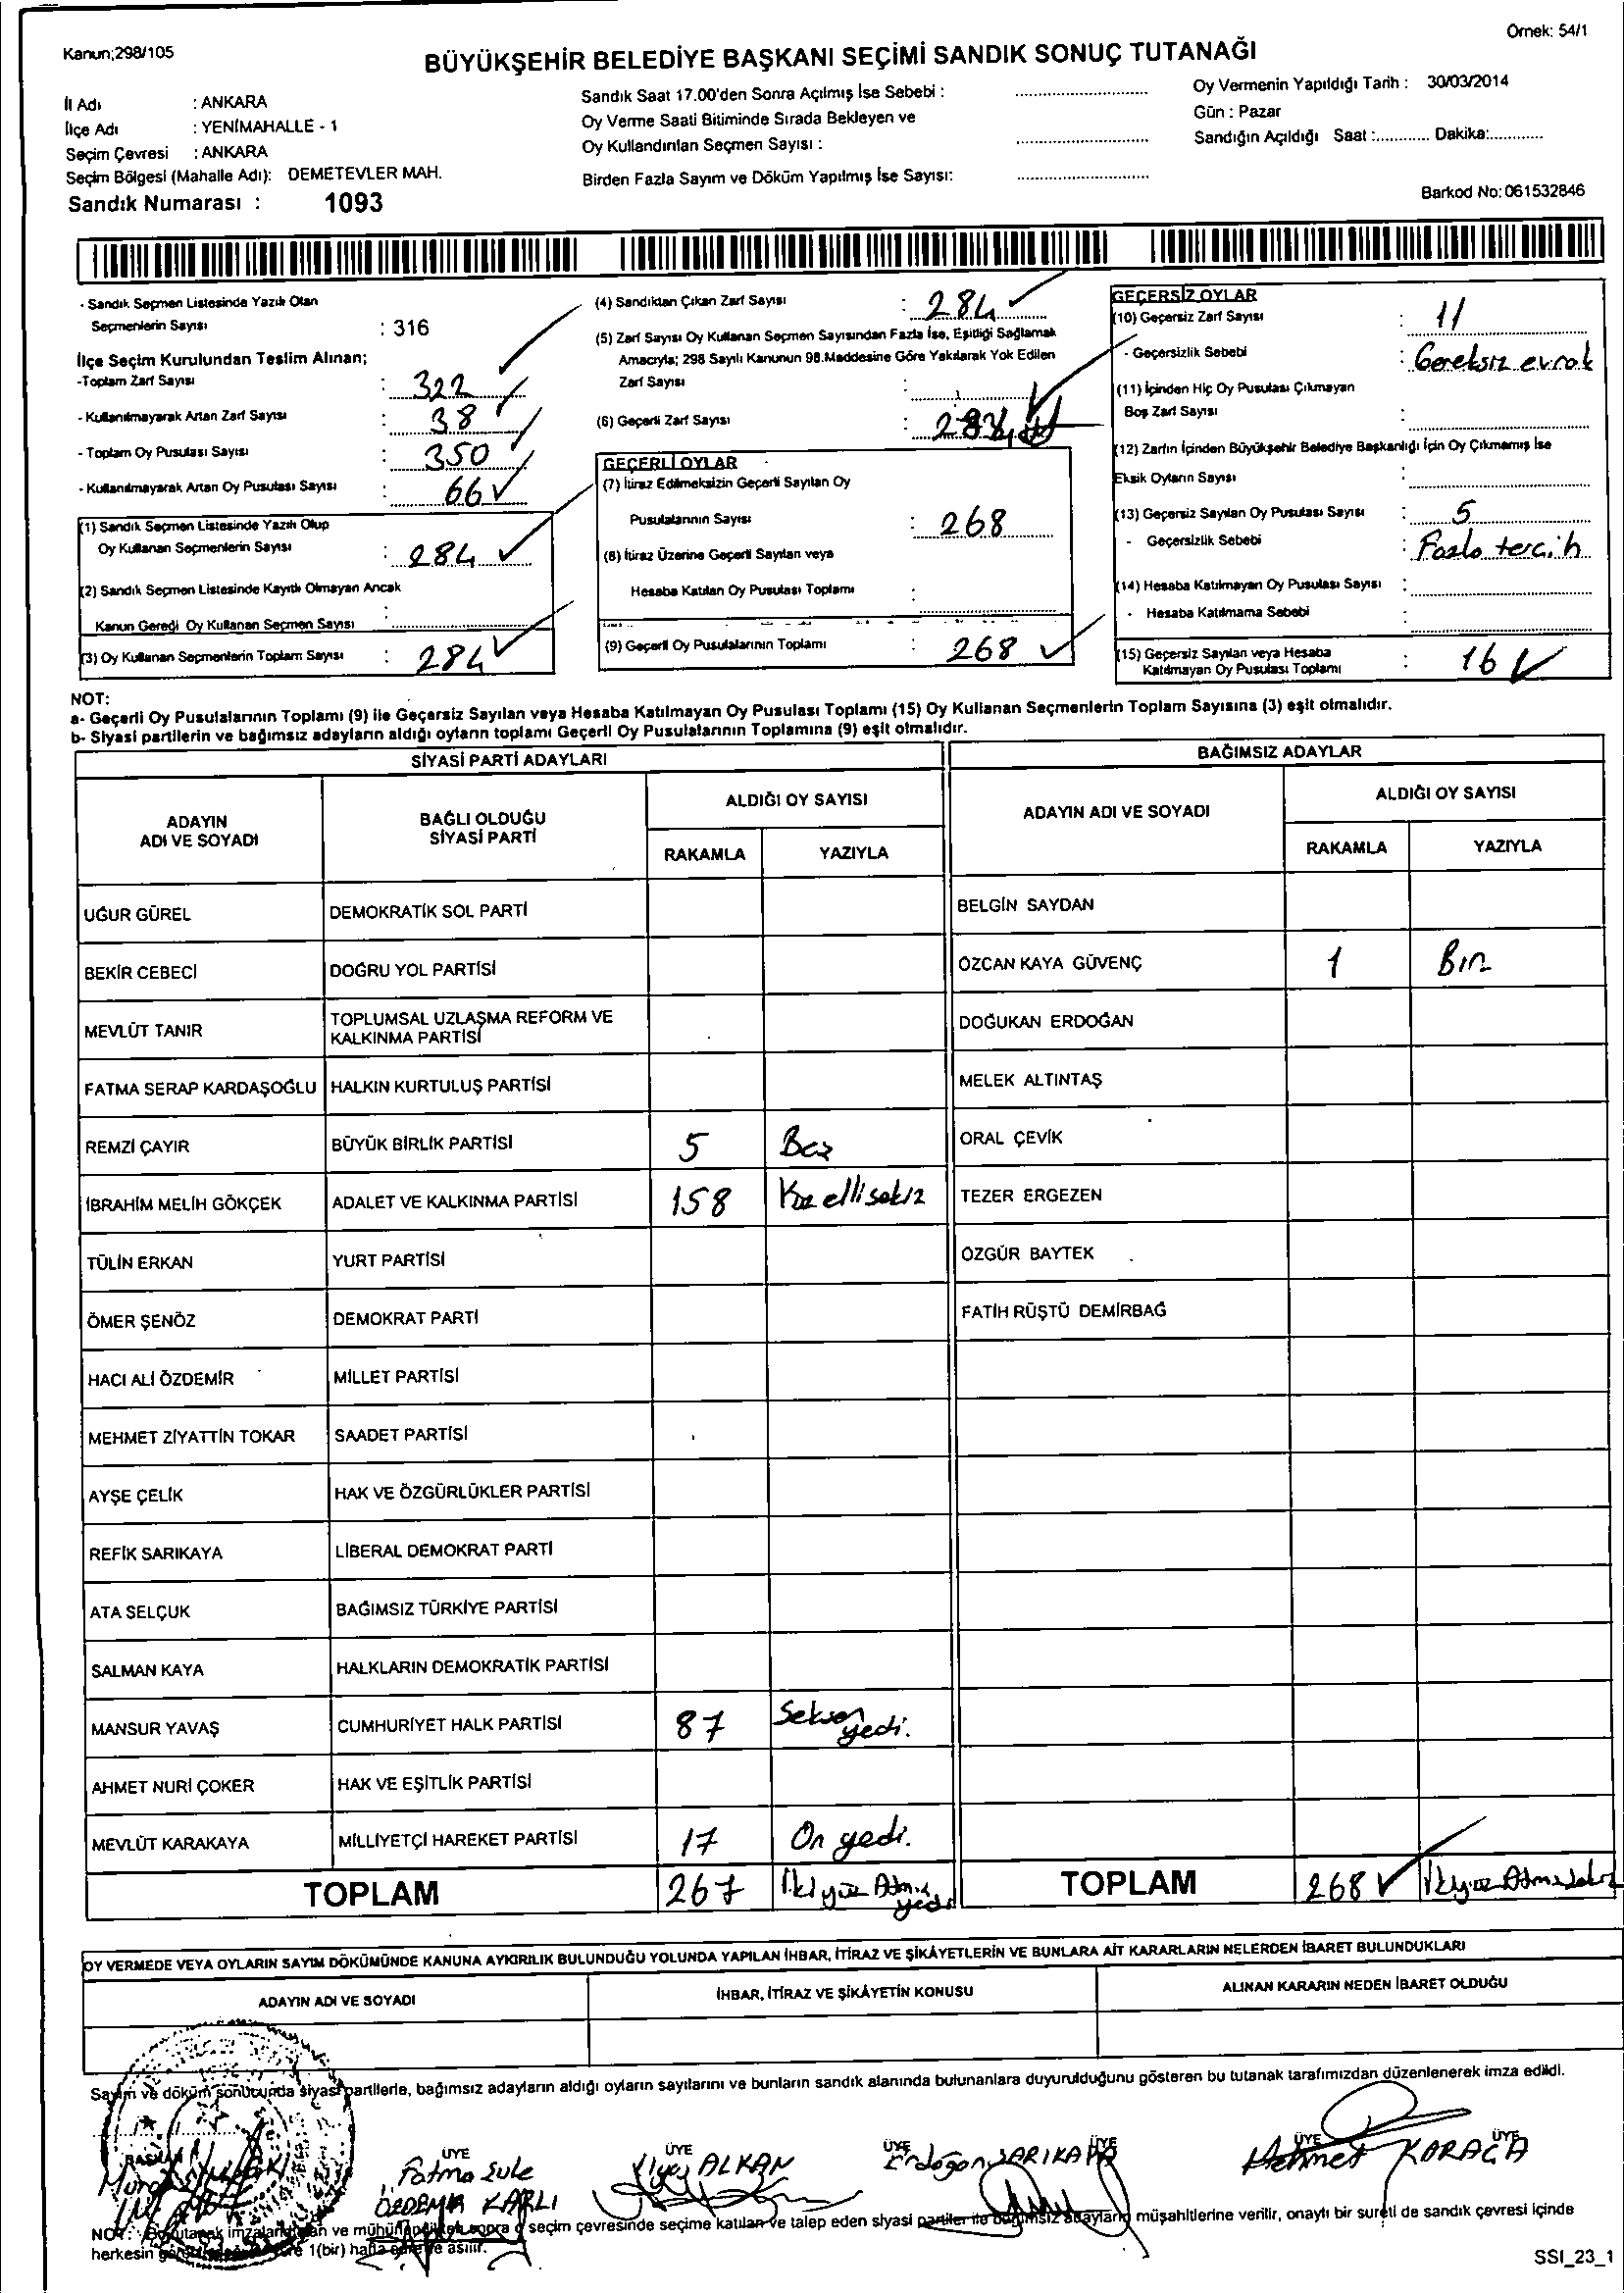 Kanun;298/105
Örnek: 54/1
BÜYÜKŞEHİR BELEDİYE BAŞKANI SEÇİMİ SANDIK SONUÇ TUTANAĞI
İl Adı : ANKARA
İlçe Adı : YENİMAHALLE - 1
Seçim Çevresi : ANKARA
Seçim Bölgesi (Mahalle Adı): DEMETEVLER MAH.
Sandık Numarası : 1093
Sandık Saat 17.00'den Sonra Açılmış İse Sebebi :
Oy Verme Saati Bitiminde Sırada Bekleyen ve
Oy Kullandırılan Seçmen Sayısı :
Birden Fazla Sayım ve Döküm Yapılmış İse Sayısı:
Oy Vermenin Yapıldığı Tarih : 30/03/2014
Gün : Pazar
Sandığın Açıldığı Saat :............ Dakika:............
Barkod No: 061532846
- Sandık Seçmen Listesinde Yazılı Olan
Seçmenlerin Sayısı : 316
İlçe Seçim Kurulundan Teslim Alınan;
-Toplam Zarf Sayısı : 322
- Kullanılmayarak Artan Zarf Sayısı : 38
- Toplam Oy Pusulası Sayısı : 350
- Kullanılmayarak Artan Oy Pusulası Sayısı : 66
(1) Sandık Seçmen Listesinde Yazılı Olup
Oy Kullanan Seçmenlerin Sayısı : 284
(2) Sandık Seçmen Listesinde Kayıtlı Olmayan Ancak
Kanun Gereği Oy Kullanan Seçmen Sayısı :
(3) Oy Kullanan Seçmenlerin Toplam Sayısı : 284
(4) Sandıktan Çıkan Zarf Sayısı : 284
(5) Zarf Sayısı Oy Kullanan Seçmen Sayısından Fazla İse, Eşitliği Sağlamak
Amacıyla; 298 Sayılı Kanunun 98.Maddesine Göre Yakılarak Yok Edilen
Zarf Sayısı :
(6) Geçerli Zarf Sayısı :
GEÇERLİ OYLAR
(7) İtiraz Edilmeksizin Geçerli Sayılan Oy
Pusulalarının Sayısı : 268
(8) İtiraz Üzerine Geçerli Sayılan veya
Hesaba Katılan Oy Pusulası Toplamı :
(9) Geçerli Oy Pusulalarının Toplamı : 268
GEÇERSİZ OYLAR
(10) Geçersiz Zarf Sayısı : 11
- Geçersizlik Sebebi : Gereksiz evrak
(11) İçinden Hiç Oy Pusulası Çıkmayan
Boş Zarf Sayısı :
(12) Zarfın İçinden Büyükşehir Belediye Başkanlığı İçin Oy Çıkmamış İse
Eksik Oyların Sayısı :
(13) Geçersiz Sayılan Oy Pusulası Sayısı : 5
- Geçersizlik Sebebi : Fazla tercih
(14) Hesaba Katılmayan Oy Pusulası Sayısı :
- Hesaba Katılmama Sebebi :
(15) Geçersiz Sayılan veya Hesaba
Katılmayan Oy Pusulası Toplamı : 16
NOT:
a- Geçerli Oy Pusulalarının Toplamı (9) ile Geçersiz Sayılan veya Hesaba Katılmayan Oy Pusulası Toplamı (15) Oy Kullanan Seçmenlerin Toplam Sayısına (3) eşit olmalıdır.
b- Siyasi partilerin ve bağımsız adayların aldığı oyların toplamı Geçerli Oy Pusulalarının Toplamına (9) eşit olmalıdır.
SİYASİ PARTİ ADAYLARI
ADAYIN ADI VE SOYADI BAĞLI OLDUĞU SİYASİ PARTİ ALDIĞI OY SAYISI
RAKAMLA YAZIYLA
UĞUR GÜREL DEMOKRATİK SOL PARTİ
BEKİR CEBECİ DOĞRU YOL PARTİSİ
MEVLÜT TANIR TOPLUMSAL UZLAŞMA REFORM VE KALKINMA PARTİSİ
FATMA SERAP KARDAŞOĞLU HALKIN KURTULUŞ PARTİSİ
REMZİ ÇAYIR BÜYÜK BİRLİK PARTİSİ 5 Beş
İBRAHİM MELİH GÖKÇEK ADALET VE KALKINMA PARTİSİ 158 Yüz elli sekiz
TÜLİN ERKAN YURT PARTİSİ
ÖMER ŞENÖZ DEMOKRAT PARTİ
HACI ALİ ÖZDEMİR MİLLET PARTİSİ
MEHMET ZİYATTİN TOKAR SAADET PARTİSİ
AYŞE ÇELİK HAK VE ÖZGÜRLÜKLER PARTİSİ
REFİK SARIKAYA LİBERAL DEMOKRAT PARTİ
ATA SELÇUK BAĞIMSIZ TÜRKİYE PARTİSİ
SALMAN KAYA HALKLARIN DEMOKRATİK PARTİSİ
MANSUR YAVAŞ CUMHURİYET HALK PARTİSİ 87 Seksen yedi.
AHMET NURİ ÇOKER HAK VE EŞİTLİK PARTİSİ
MEVLÜT KARAKAYA MİLLİYETÇİ HAREKET PARTİSİ 17 On yedi.
TOPLAM 267 İkiyüz Atmış yedi
BAĞIMSIZ ADAYLAR
ADAYIN ADI VE SOYADI ALDIĞI OY SAYISI
RAKAMLA YAZIYLA
BELGİN SAYDAN
ÖZCAN KAYA GÜVENÇ 1 Bir
DOĞUKAN ERDOĞAN
MELEK ALTINTAŞ
ORAL ÇEVİK
TEZER ERGEZEN
ÖZGÜR BAYTEK
FATİH RÜŞTÜ DEMİRBAĞ
TOPLAM 268 İkiyüz Atmışsekiz
OY VERMEDE VEYA OYLARIN SAYIM DÖKÜMÜNDE KANUNA AYKIRILIK BULUNDUĞU YOLUNDA YAPILAN İHBAR, İTİRAZ VE ŞİKÂYETLERİN VE BUNLARA AİT KARARLARIN NELERDEN İBARET BULUNDUKLARI
ADAYIN ADI VE SOYADI İHBAR, İTİRAZ VE ŞİKÂYETİN KONUSU ALINAN KARARIN NEDEN İBARET OLDUĞU
Sayım ve döküm sonucunda siyasi partilerle, bağımsız adayların aldığı oyların sayılarını ve bunların sandık alanında bulunanlara duyurulduğunu gösteren bu tutanak tarafımızdan düzenlenerek imza edildi.
BAŞKAN ÜYE ÜYE ÜYE ÜYE ÜYE ÜYE
Fatma Şule
ÖZDEMİR KARLI
İlyas ALKAN
Erdoğan SARIKAYA
Mehmet KARACA
NOT: Bu tutanak imzalandıktan ve mühürlendikten sonra o seçim çevresinde seçime katılan ve talep eden siyasi partiler ile bağımsız adayların müşahitlerine verilir, onaylı bir sureti de sandık çevresi içinde
herkesin 1(bir) hafta süre ile asılır.
SSI_23_1